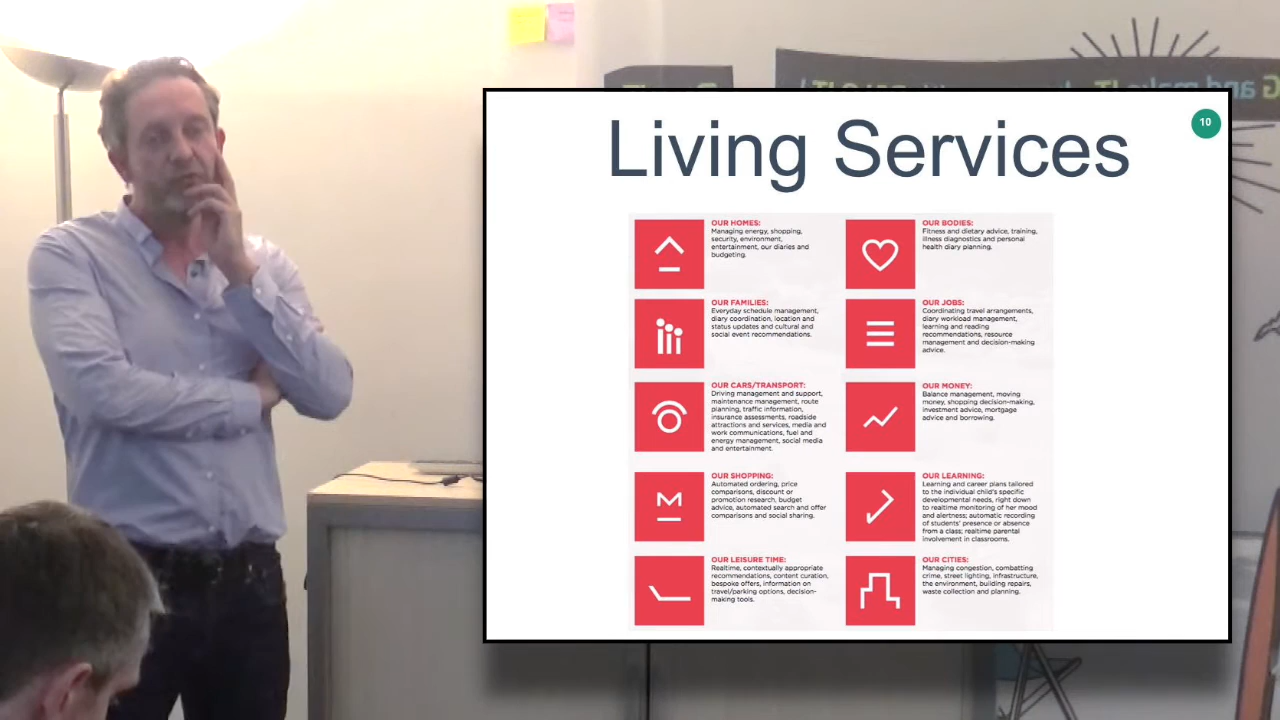 G and make IT
Living Services
10
OUR HOMES:
Managing energy, shopping,
security, environment,
entertainment, our diaries and
budgeting.
OUR BODIES:
Fitness and dietary advice, training,
illness diagnostics and personal
health diary planning.
OUR FAMILIES:
Everyday schedule management,
diary coordination, location and
status updates and cultural and
social event recommendations.
OUR JOBS:
Coordinating travel arrangements,
diary workload management,
learning and reading
recommendations, resource
management and decision-making
advice.
OUR CARS/TRANSPORT:
Driving management and support,
maintenance management, route
planning, traffic information,
insurance assessments, roadside
attractions and services, media and
work communications, fuel and
energy management, social media
and entertainment.
OUR MONEY:
Balance management, moving
money, shopping decision-making,
investment advice, mortgage
advice and borrowing.
OUR SHOPPING:
Automated ordering, price
comparisons, discount or
promotion research, budget
advice, automated search and offer
comparisons and social sharing.
OUR LEARNING:
Learning and career plans tailored
to the individual child's specific
developmental needs, right down
to realtime monitoring of her mood
and alertness; automatic recording
of students' presence or absence
from a class; realtime parental
involvement in classrooms.
OUR LEISURE TIME:
Realtime, contextually appropriate
recommendations, content curation,
bespoke offers, information on
travel/parking options, decision-
making tools.
OUR CITIES:
Managing congestion, combatting
crime, street lighting, infrastructure,
the environment, building repairs,
waste collection and planning.